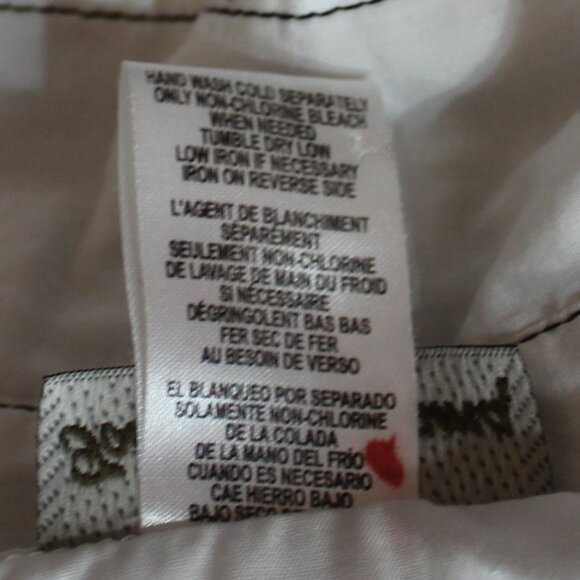 HAND WASH COLD SEPARATELY
ONLY NON-CHLORINE BLEACH
WHEN NEEDED
TUMBLE DRY LOW
LOW IRON IF NECESSARY
IRON ON REVERSE SIDE
L'AGENT DE BLANCHIMENT
SÉPARÉMENT
SEULEMENT NON-CHLORINE
DE LAVAGE DE MAIN DU FROID
SI NÉCESSAIRE
DÉGRINGOLENT BAS BAS
FER SEC DE FER
AU BESOIN DE VERSO
EL BLANQUEO POR SEPARADO
SOLAMENTE NON-CHLORINE
DE LA COLADA
DE LA MANO DEL FRÍO
CUANDO ES NECESARIO
CAE HIERRO BAJO
BAJO SECO